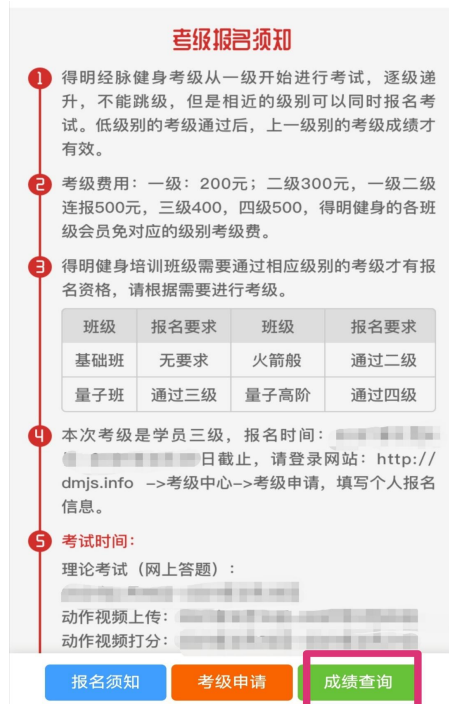 考级报名须知
1 得明经脉健身考级从一级开始进行考试，逐级递
升，不能跳级，但是相近的级别可以同时报名考
试。低级别的考级通过后，上一级别的考级成绩才
有效。
2 考级费用：一级：200元；二级300元，一级二级
连报500元，三级400，四级500，得明健身的各班
级会员免对应的级别考级费。
3 得明健身培训班级需要通过相应级别的考级才有报
名资格，请根据需要进行考级。
班级 报名要求 班级 报名要求
基础班 无要求 火箭般 通过二级
量子班 通过三级 量子高阶 通过四级
4 本次考级是学员三级，报名时间：
日截止，请登录网站：http://
dmjs.info ->考级中心->考级申请，填写个人报名
信息。
5 考试时间：
理论考试（网上答题）：
动作视频上传：
动作视频打分：
报名须知 考级申请 成绩查询